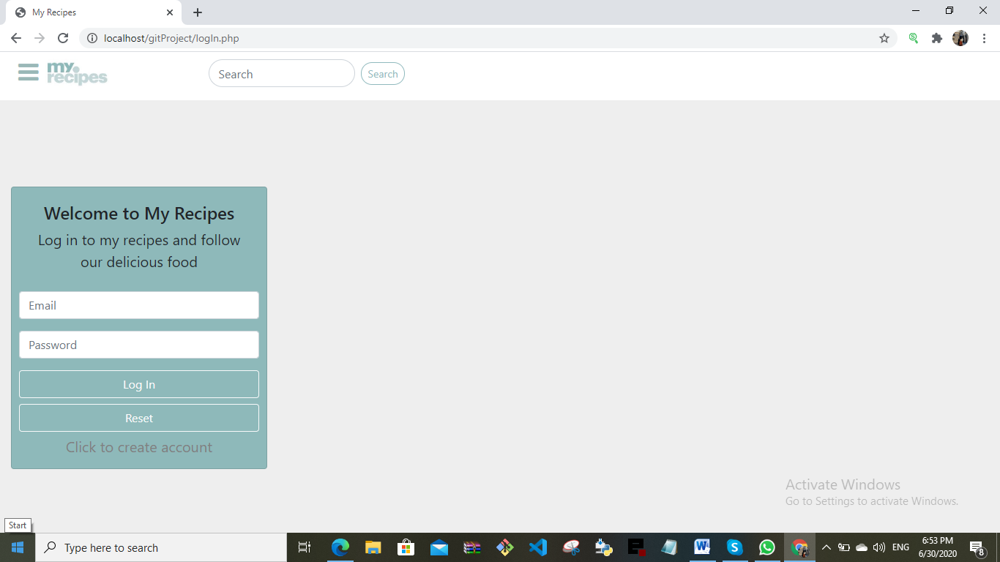 My Recipes
localhost/gitProject/logIn.php
my.
recipes
Search
Search
Welcome to My Recipes
Log in to my recipes and follow
our delicious food
Email
Password
Log In
Reset
Click to create account
Activate Windows
Go to Settings to activate Windows.
Start
Type here to search
ENG
6:53 PM
6/30/2020
8